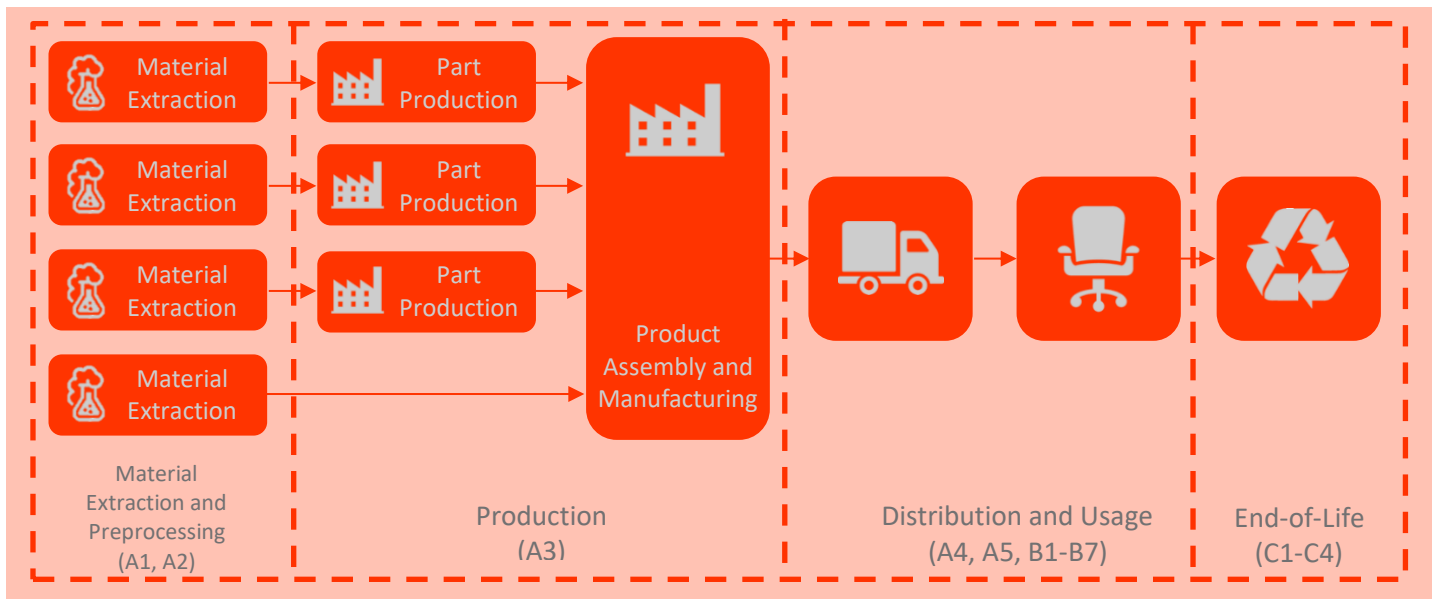 Material
Extraction
Part
Production
Material
Extraction
Part
Production
Material
Extraction
Part
Production
Material
Extraction
Product
Assembly and
Manufacturing
Material
Extraction and
Preprocessing
(A1, A2)
Production
(A3)
Distribution and Usage
(A4, A5, B1-B7)
End-of-Life
(C1-C4)